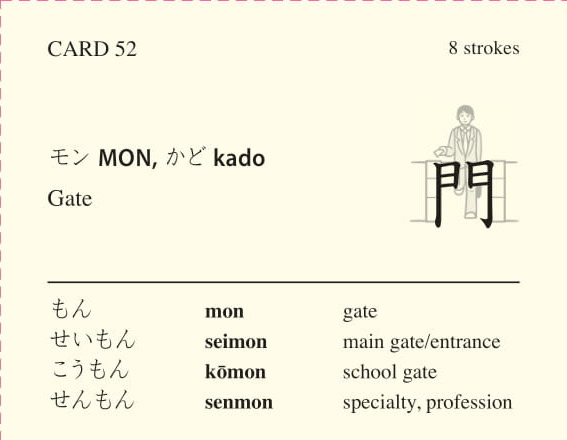 CARD 52 8 strokes
モン MON, かど kado
Gate
門
もん mon gate
せいもん seimon main gate/entrance
こうもん kōmon school gate
せんもん senmon specialty, profession